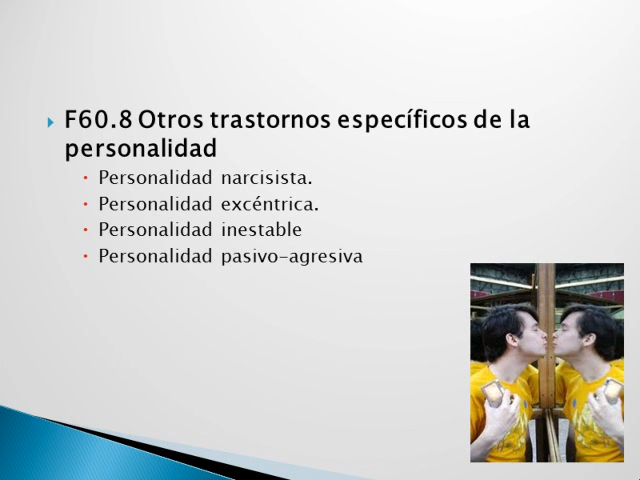 F60.8 Otros trastornos específicos de la
personalidad
Personalidad narcisista.
Personalidad excéntrica.
Personalidad inestable
Personalidad pasivo-agresiva